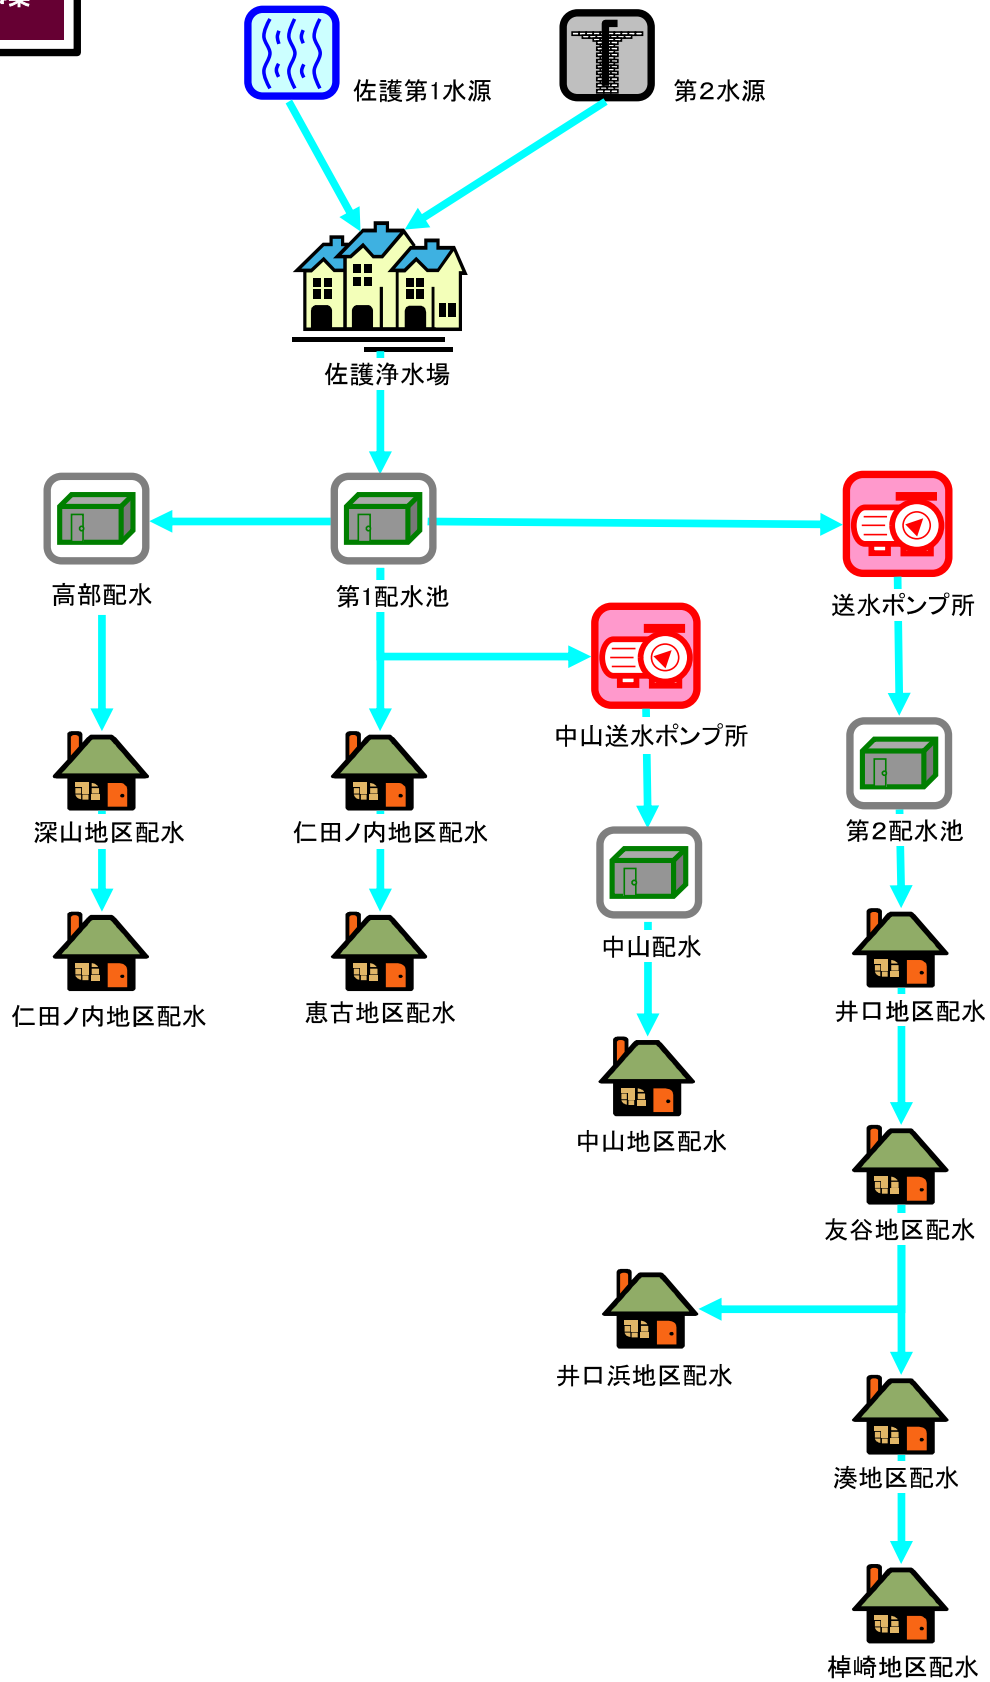 業
佐護第1水源
第2水源
佐護浄水場
高部配水
第1配水池
送水ポンプ所
中山送水ポンプ所
深山地区配水
仁田ノ内地区配水
第2配水池
中山配水
仁田ノ内地区配水
恵古地区配水
井口地区配水
中山地区配水
友谷地区配水
井口浜地区配水
湊地区配水
棹崎地区配水